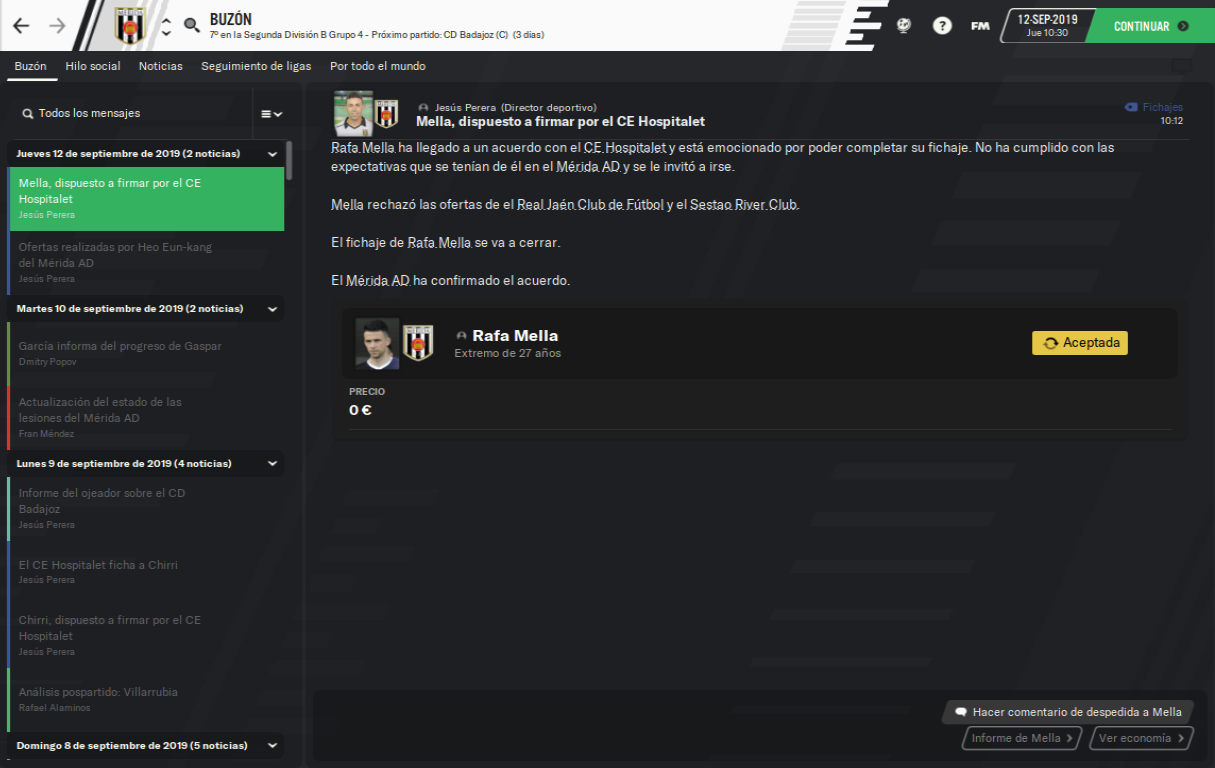 BUZÓN
7º en la Segunda División B Grupo 4 - Próximo partido: CD Badajoz (C) (3 dias)
?
FM
12-SEP-2019
Jue 10:30
CONTINUAR
Buzón
Hilo social
Noticias
Seguimiento de ligas
Por todo el mundo
Todos los mensajes
Jueves 12 de septiembre de 2019 (2 noticias)
Mella, dispuesto a firmar por el CE
Hospitalet
Jesús Perera
Ofertas realizadas por Heo Eun-kang
del Mérida AD
Jesús Perera
Martes 10 de septiembre de 2019 (2 noticias)
García informa del progreso de Gaspar
Dmitry Popov
Actualización del estado de las
lesiones del Mérida AD
Fran Méndez
Lunes 9 de septiembre de 2019 (4 noticias)
Informe del ojeador sobre el CD
Badajoz
Jesús Perera
El CE Hospitalet ficha a Chirri
Jesús Perera
Chirri, dispuesto a firmar por el CE
Hospitalet
Jesús Perera
Análisis pospartido: Villarrubia
Rafael Alaminos
Domingo 8 de septiembre de 2019 (5 noticias)
Jesús Perera (Director deportivo)
Mella, dispuesto a firmar por el CE Hospitalet
Fichajes
10:12
Rafa Mella ha llegado a un acuerdo con el CE Hospitalet y está emocionado por poder completar su fichaje. No ha cumplido con las
expectativas que se tenían de él en el Mérida AD y se le invitó a irse.
Mella rechazó las ofertas de el Real Jaén Club de Fútbol y el Sestao River Club.
El fichaje de Rafa Mella se va a cerrar.
El Mérida AD ha confirmado el acuerdo.
Rafa Mella
Extremo de 27 años
Aceptada
PRECIO
0 €
Hacer comentario de despedida a Mella
Informe de Mella
Ver economía